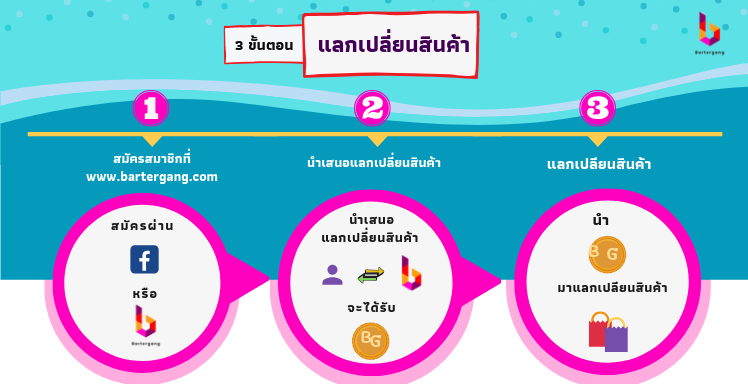 3 ขั้นตอน
แลกเปลี่ยนสินค้า
Bartergang
1
2
3
สมัครสมาชิกที่
www.bartergang.com
นำเสนอแลกเปลี่ยนสินค้า
แลกเปลียนสินค้า
สมัครผ่าน
หรือ
Bartergang
นำเสนอ
แลกเปลี่ยนสินค้า
จะได้รับ
BG
นำ
BG
มาแลกเปลียนสินค้า